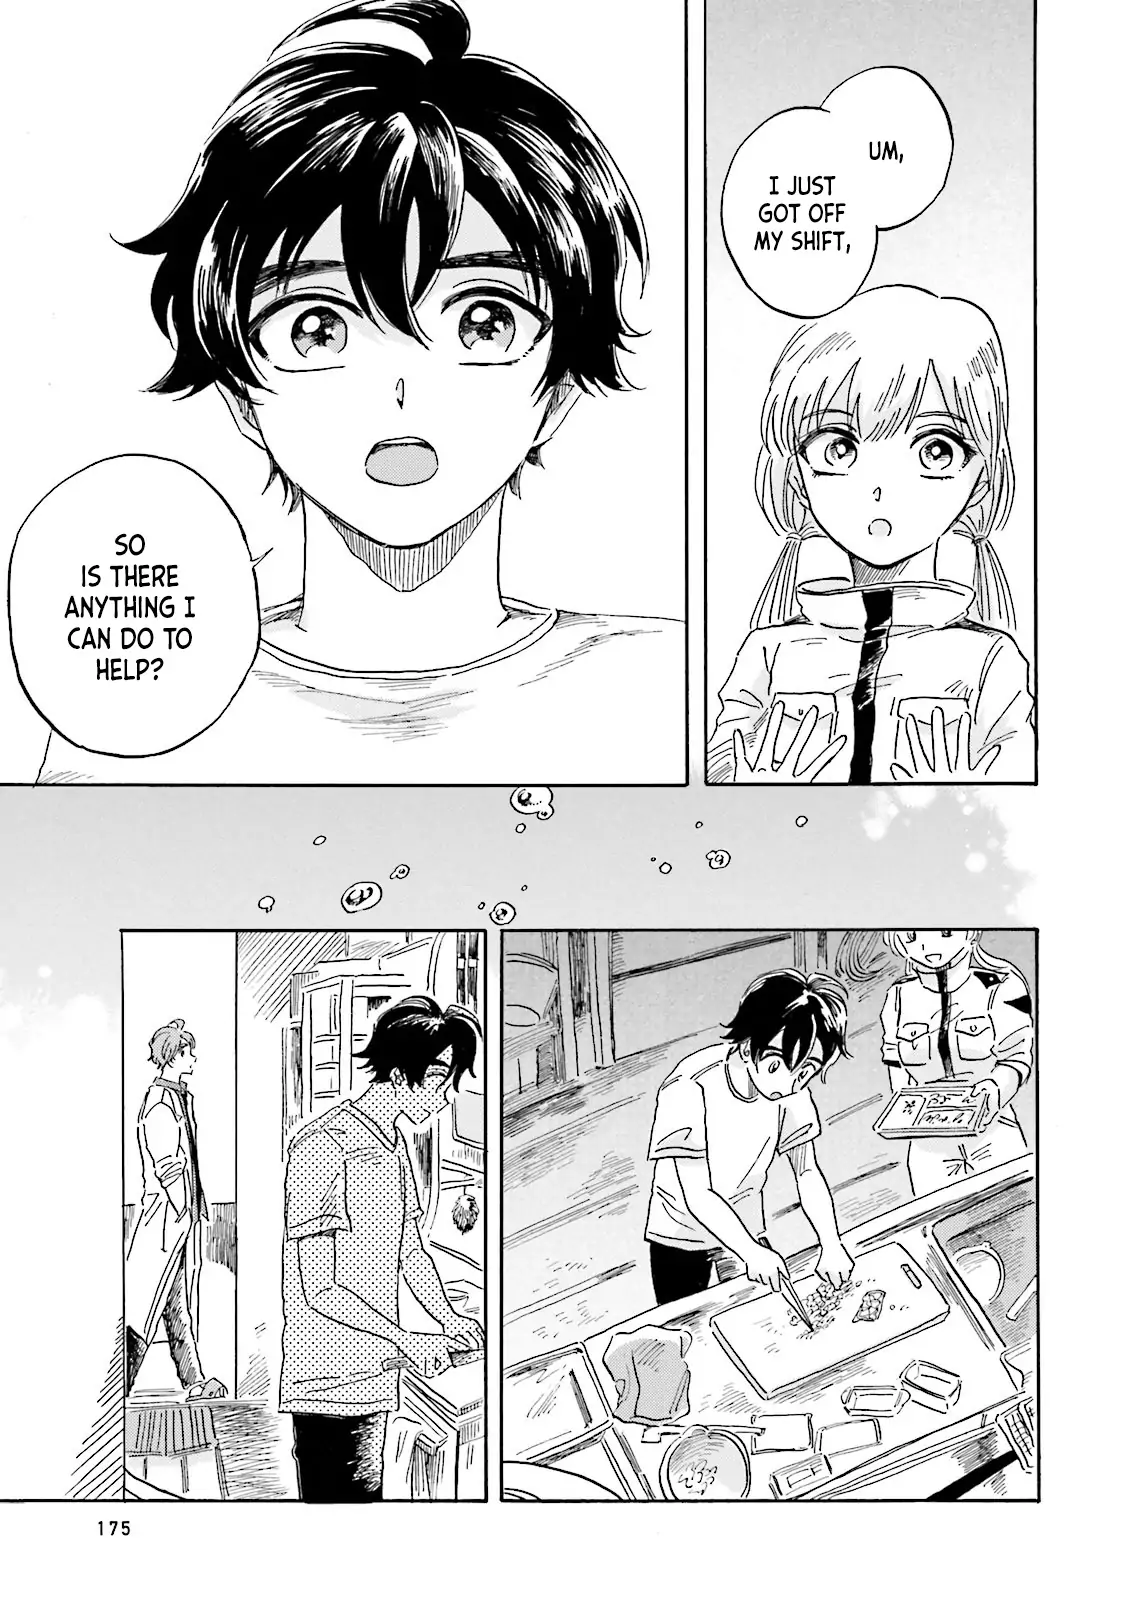 UM,
I JUST
GOT OFF
MY SHIFT,
SO
IS THERE
ANYTHING I
CAN DO TO
HELP?
175